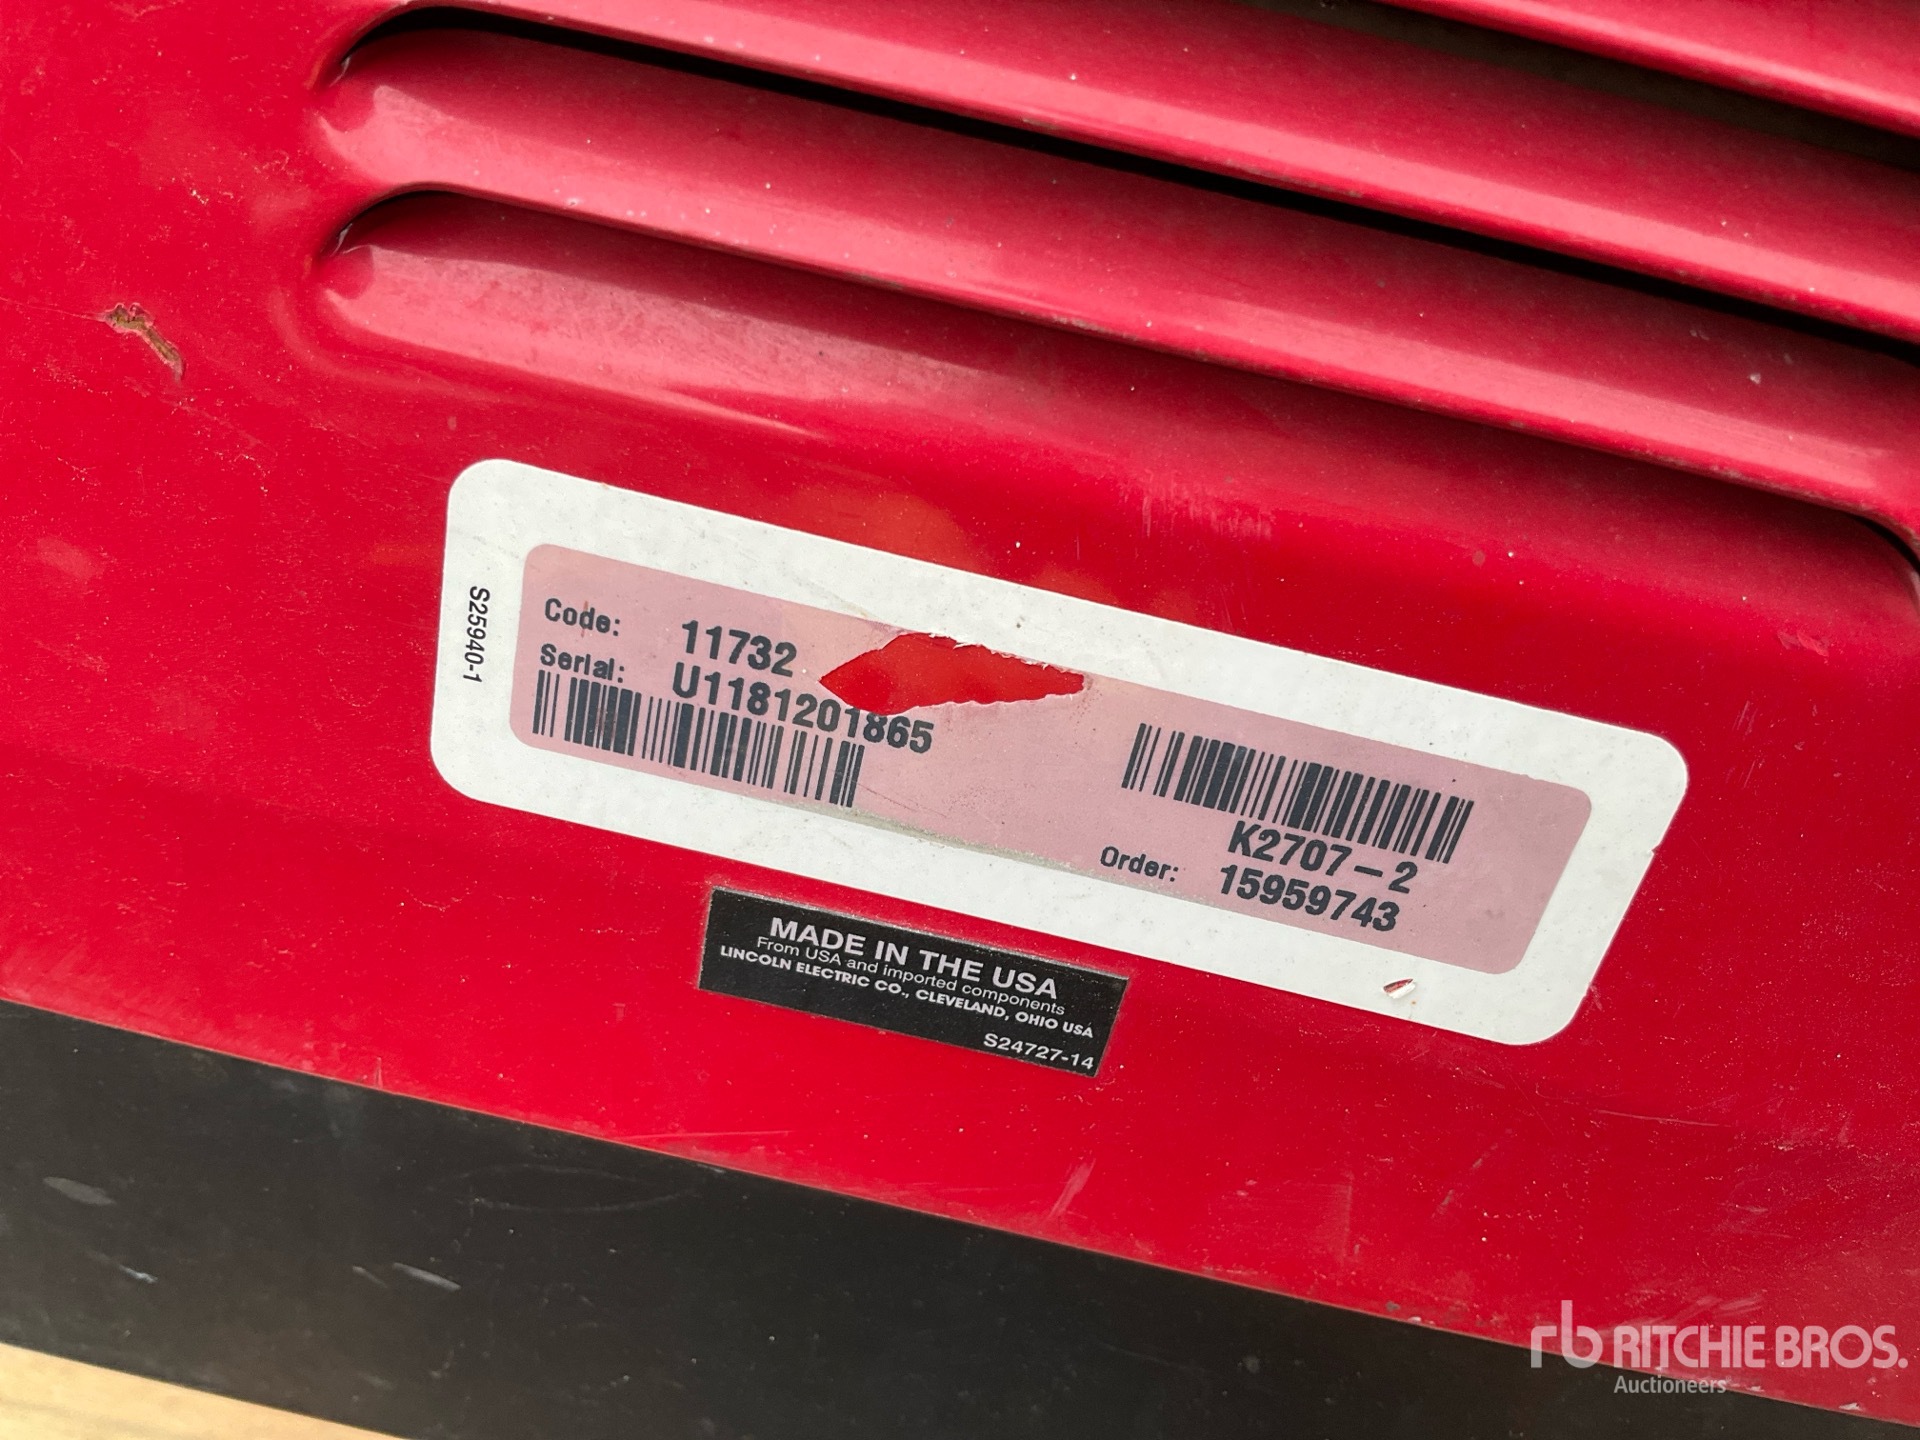 S25940-1
Code: 11732
Serial: U1181201865
K2707-2
Order: 15959743
MADE IN THE USA
From USA and imported components
LINCOLN ELECTRIC CO., CLEVELAND, OHIO USA
S24727-14
rb RITCHIE BROS.
Auctioneers